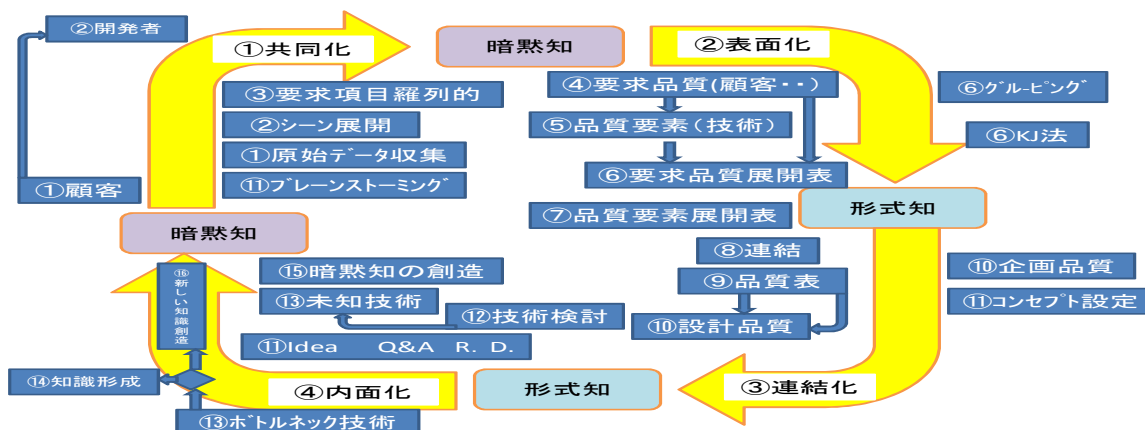 ②開発者
①共同化
暗黙知
②表面化
③要求項目羅列的
④要求品質(顧客・・)
⑥ｸﾞﾙｰﾋﾟﾝｸﾞ
②シーン展開
⑤品質要素(技術)
⑥KJ法
①原始ﾃﾞｰﾀ収集
①顧客
⑪ﾌﾞﾚｰﾝｽﾄｰﾐﾝｸﾞ
⑥要求品質展開表
暗黙知
⑦品質要素展開表
形式知
⑮暗黙知の創造
⑧連結
⑩企画品質
⑯新しい知識創造
⑬未知技術
⑨品質表
⑪ｺﾝｾﾌﾟﾄ設定
⑫技術検討
⑩設計品質
⑪Idea Q&A R. D.
⑭知識形成
④内面化
形式知
③連結化
⑬ﾎﾞﾄﾙﾈｯｸ技術